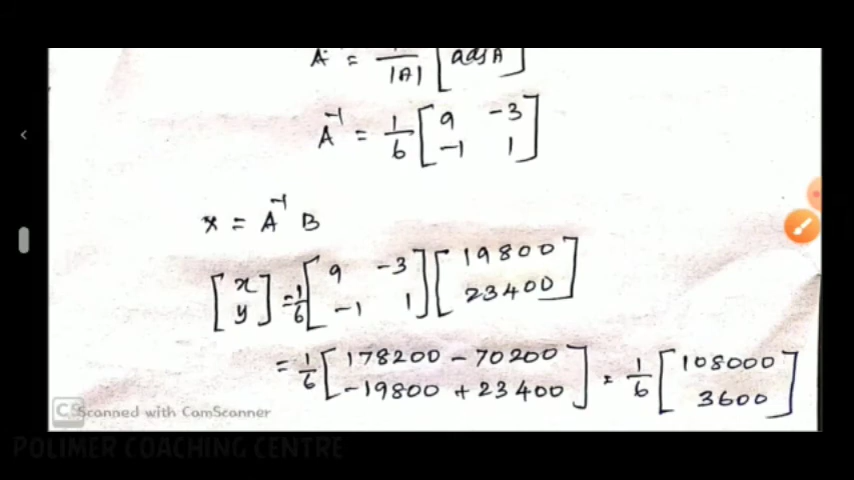 A⁻¹ = 1/|A| [adj A]
A⁻¹ = 1/6 [9 -3; -1 1]
x = A⁻¹ B
[x; y] = 1/6 [9 -3; -1 1] [19800; 23400]
= 1/6 [178200 - 70200; -19800 + 23400] = 1/6 [108000; 3600]
CS Scanned with CamScanner
POLIMER COACHING CENTRE